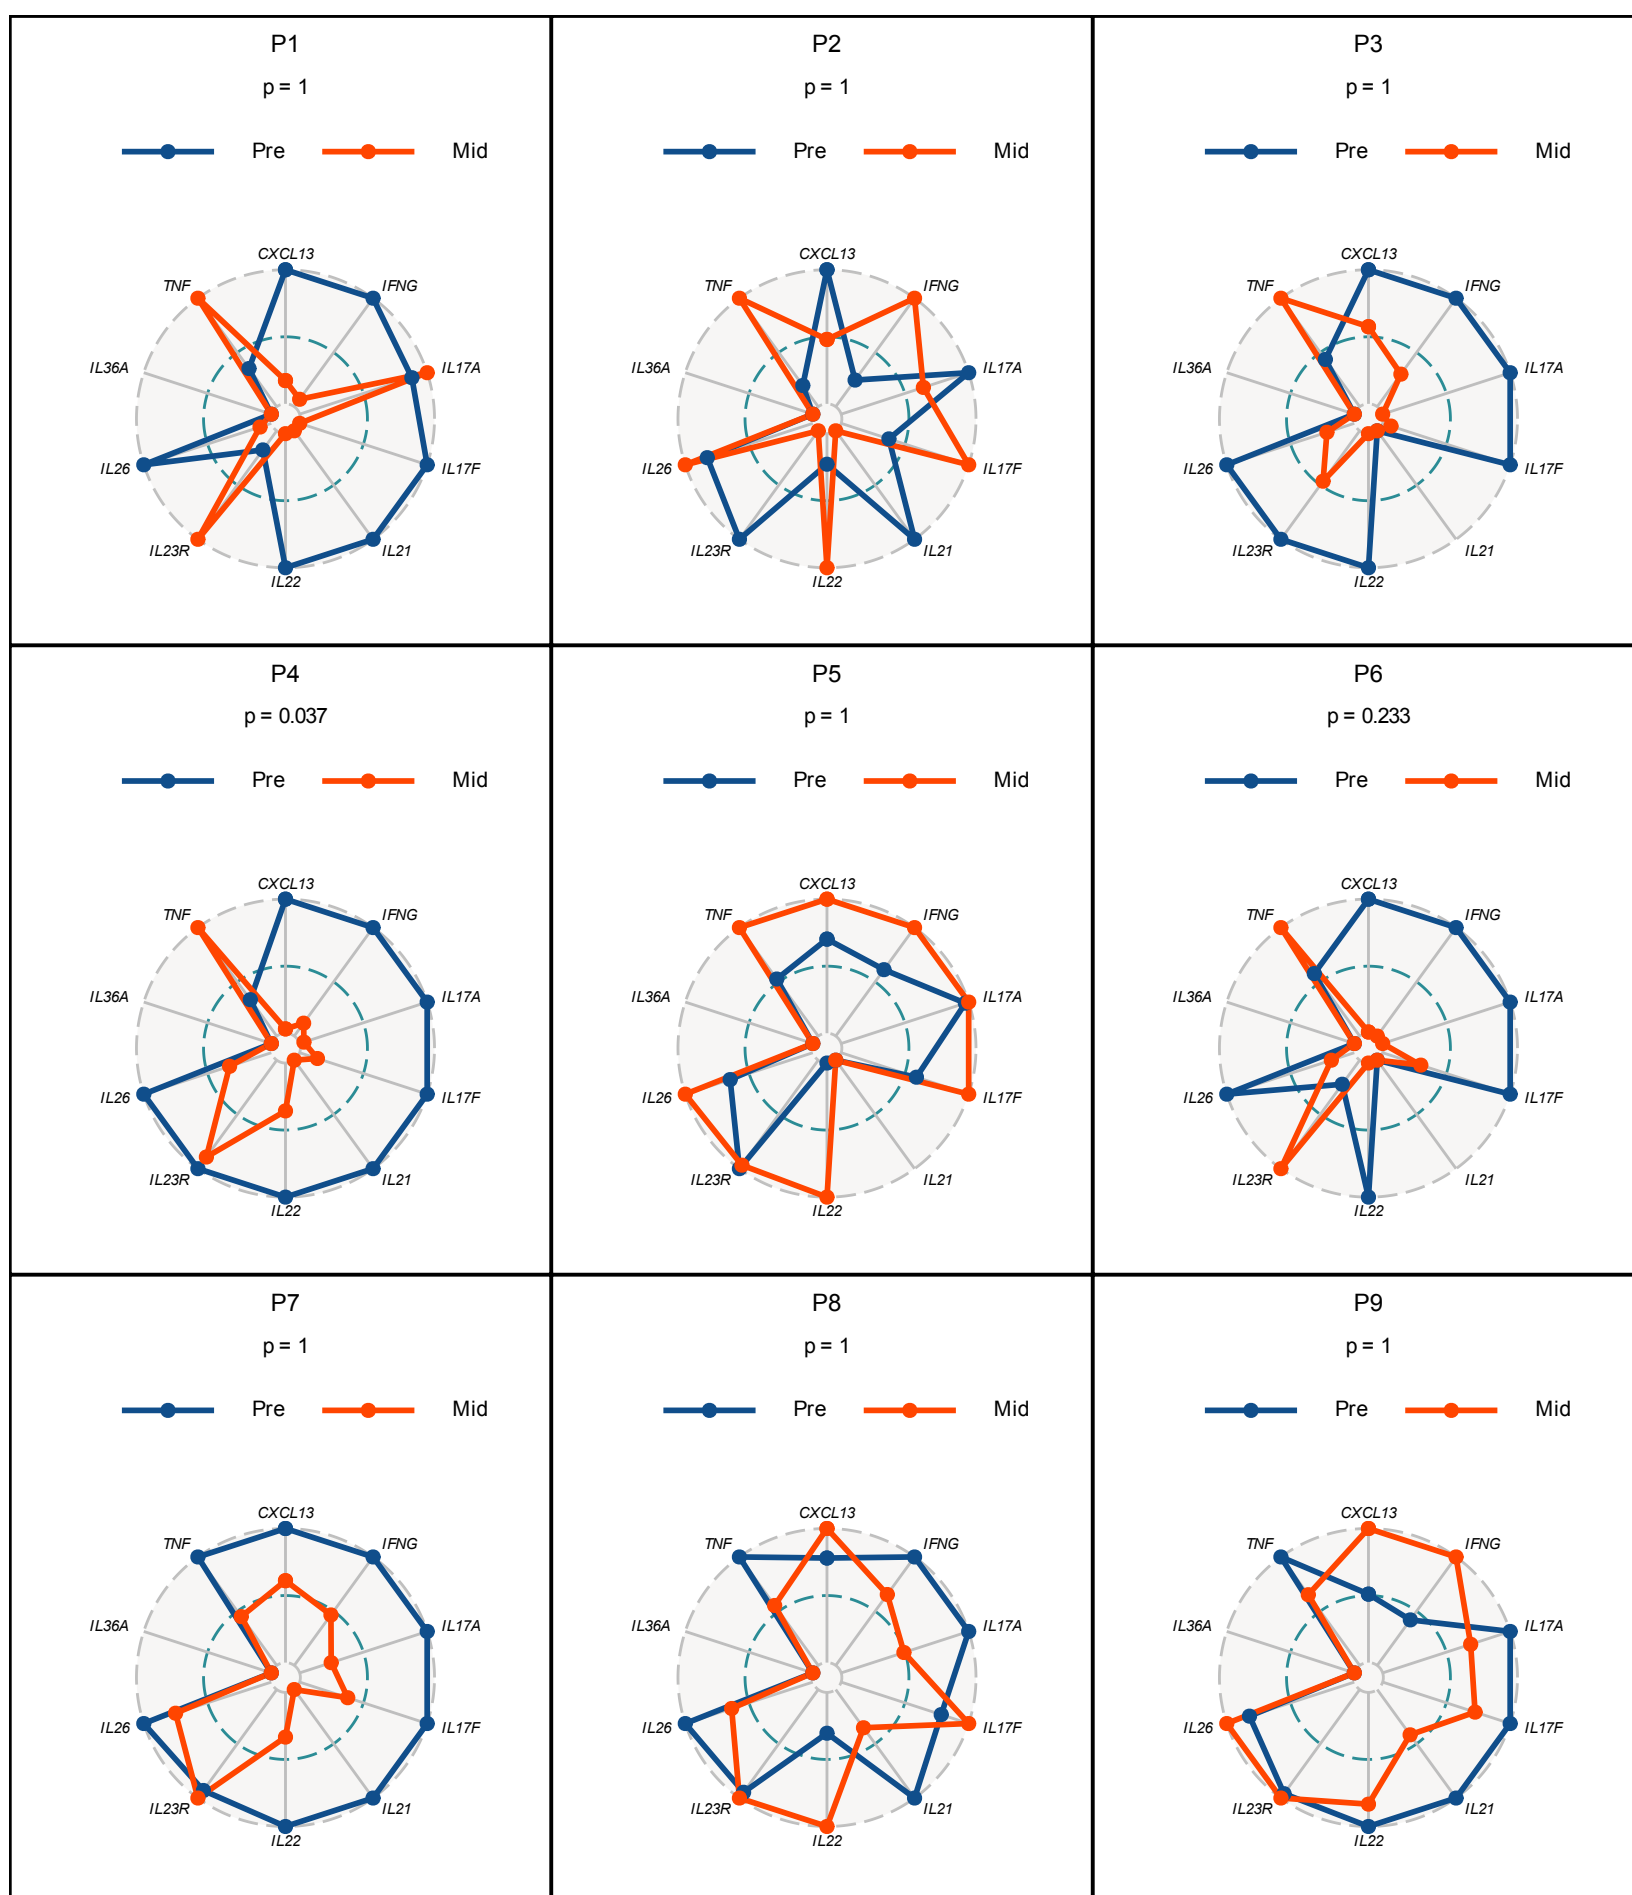 P1
p = 1
Pre Mid
CXCL13
IFNG
IL17A
IL17F
IL21
IL22
IL23R
IL26
IL36A
TNF
P2
p = 1
Pre Mid
CXCL13
IFNG
IL17A
IL17F
IL21
IL22
IL23R
IL26
IL36A
TNF
P3
p = 1
Pre Mid
CXCL13
IFNG
IL17A
IL17F
IL21
IL22
IL23R
IL26
IL36A
TNF
P4
p = 0.037
Pre Mid
CXCL13
IFNG
IL17A
IL17F
IL21
IL22
IL23R
IL26
IL36A
TNF
P5
p = 1
Pre Mid
CXCL13
IFNG
IL17A
IL17F
IL21
IL22
IL23R
IL26
IL36A
TNF
P6
p = 0.233
Pre Mid
CXCL13
IFNG
IL17A
IL17F
IL21
IL22
IL23R
IL26
IL36A
TNF
P7
p = 1
Pre Mid
CXCL13
IFNG
IL17A
IL17F
IL21
IL22
IL23R
IL26
IL36A
TNF
P8
p = 1
Pre Mid
CXCL13
IFNG
IL17A
IL17F
IL21
IL22
IL23R
IL26
IL36A
TNF
P9
p = 1
Pre Mid
CXCL13
IFNG
IL17A
IL17F
IL21
IL22
IL23R
IL26
IL36A
TNF